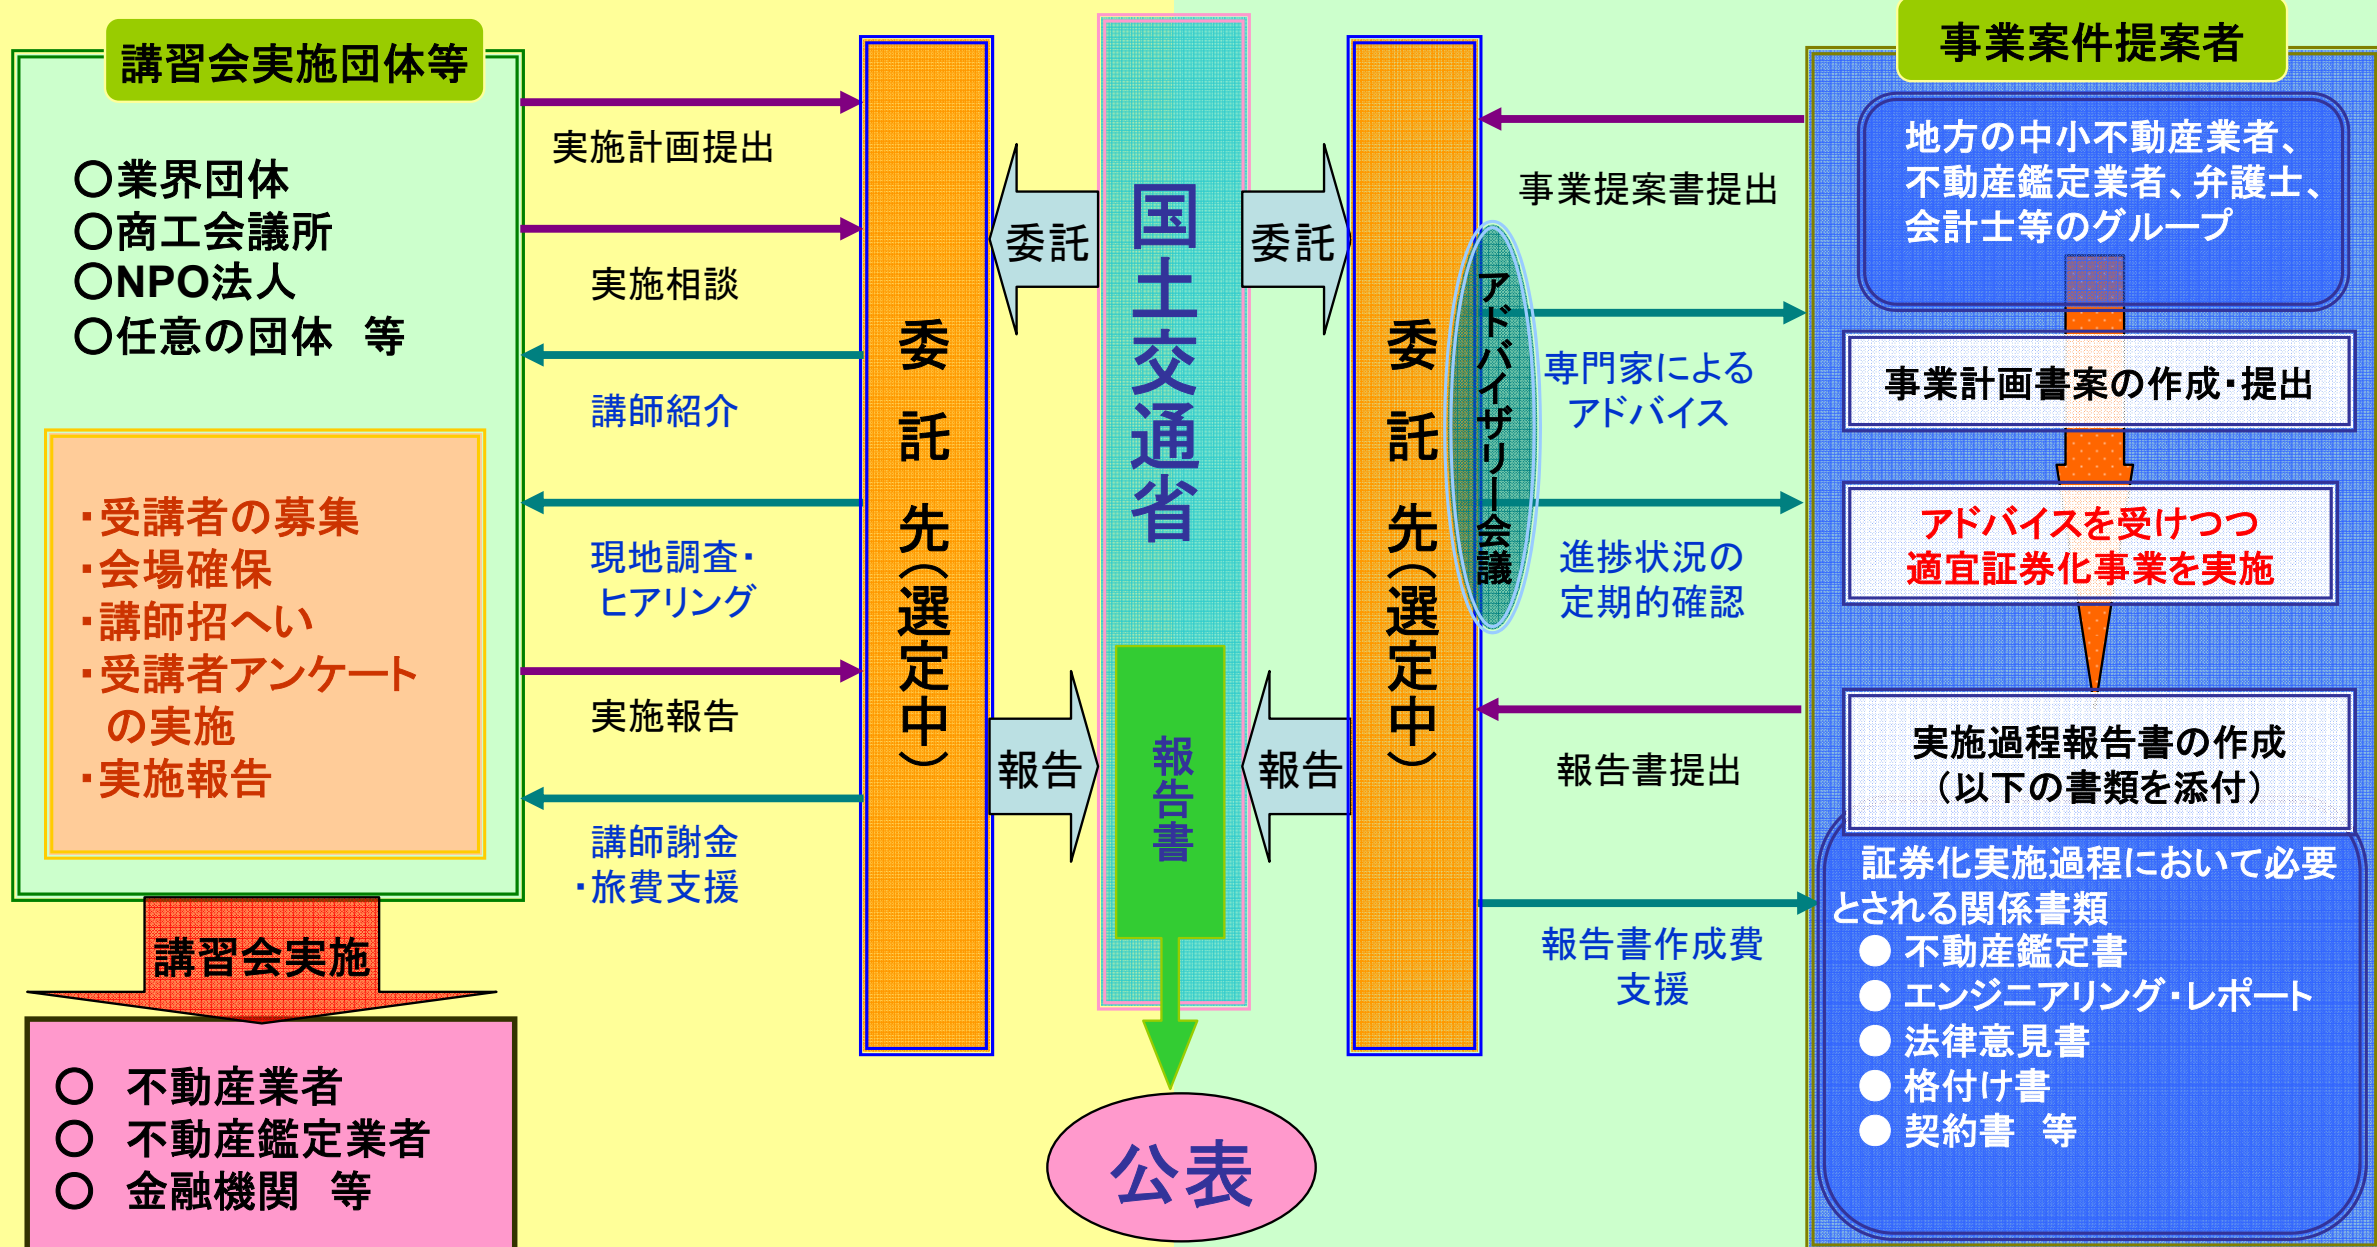 講習会実施団体等
〇業界団体
〇商工会議所
〇NPO法人
〇任意の団体　等
・受講者の募集
・会場確保
・講師招へい
・受講者アンケート
の実施
・実施報告
講習会実施
〇　不動産業者
〇　不動産鑑定業者
〇　金融機関　等
実施計画提出
実施相談
講師紹介
現地調査・
ヒアリング
実施報告
講師謝金
・旅費支援
委託先（選定中）
委託
報告
国土交通省
報告書
公表
委託
報告
委託先（選定中）
アドバイザリー会議
事業提案書提出
専門家による
アドバイス
進捗状況の
定期的確認
報告書提出
報告書作成費
支援
事業案件提案者
地方の中小不動産業者、
不動産鑑定業者、弁護士、
会計士等のグループ
事業計画書案の作成・提出
アドバイスを受けつつ
適宜証券化事業を実施
実施過程報告書の作成
（以下の書類を添付）
証券化実施過程において必要
とされる関係書類
● 不動産鑑定書
● エンジニアリング・レポート
● 法律意見書
● 格付け書
● 契約書　等